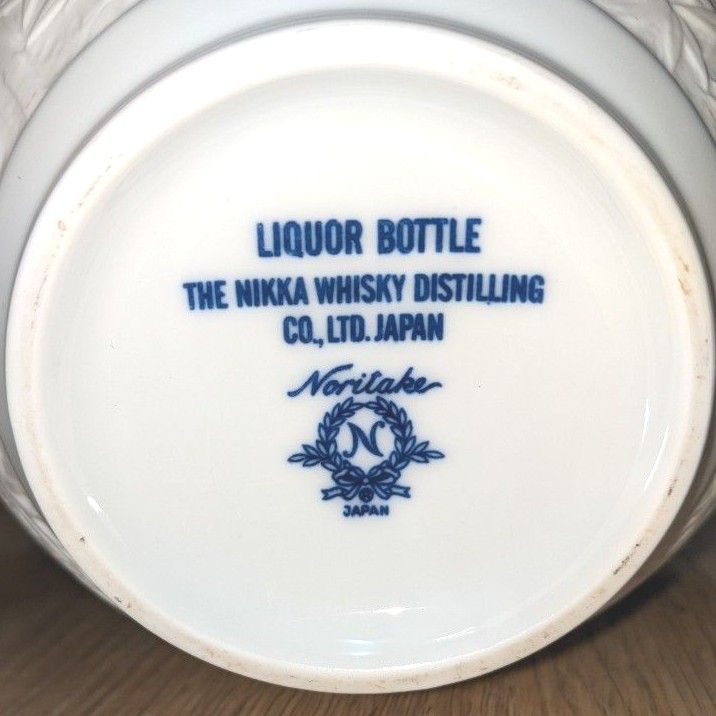 LIQUOR BOTTLE
THE NIKKA WHISKY DISTILLING
CO., LTD. JAPAN
Noritake
N
®
JAPAN